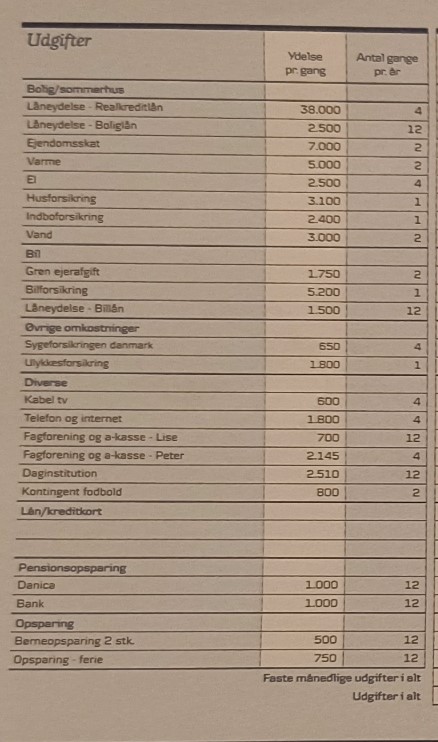 Udgifter
Ydelse Antal gange
pr. gang pr. år
Bolig/sommerhus
Låneydelse - Realkreditlån 38.000 4
Låneydelse - Boliglån 2.500 12
Ejendomsskat 7.000 2
Varme 5.000 2
El 2.500 4
Husforsikring 3.100 1
Indboforsikring 2.400 1
Vand 3.000 2
Bil
Grøn ejerafgift 1.750 2
Bilforsikring 5.200 1
Låneydelse - Billån 1.500 12
Øvrige omkostninger
Sygeforsikringen danmark 650 4
Ulykkesforsikring 1.800 1
Diverse
Kabel tv 600 4
Telefon og internet 1.800 4
Fagforening og a-kasse - Lise 700 12
Fagforening og a-kasse - Peter 2.145 4
Daginstitution 2.510 12
Kontingent fodbold 800 2
Lån/kreditkort
Pensionsopsparing
Danica 1.000 12
Bank 1.000 12
Opsparing
Børneopsparing 2 stk. 500 12
Opsparing - ferie 750 12
Faste månedlige udgifter i alt
Udgifter i alt